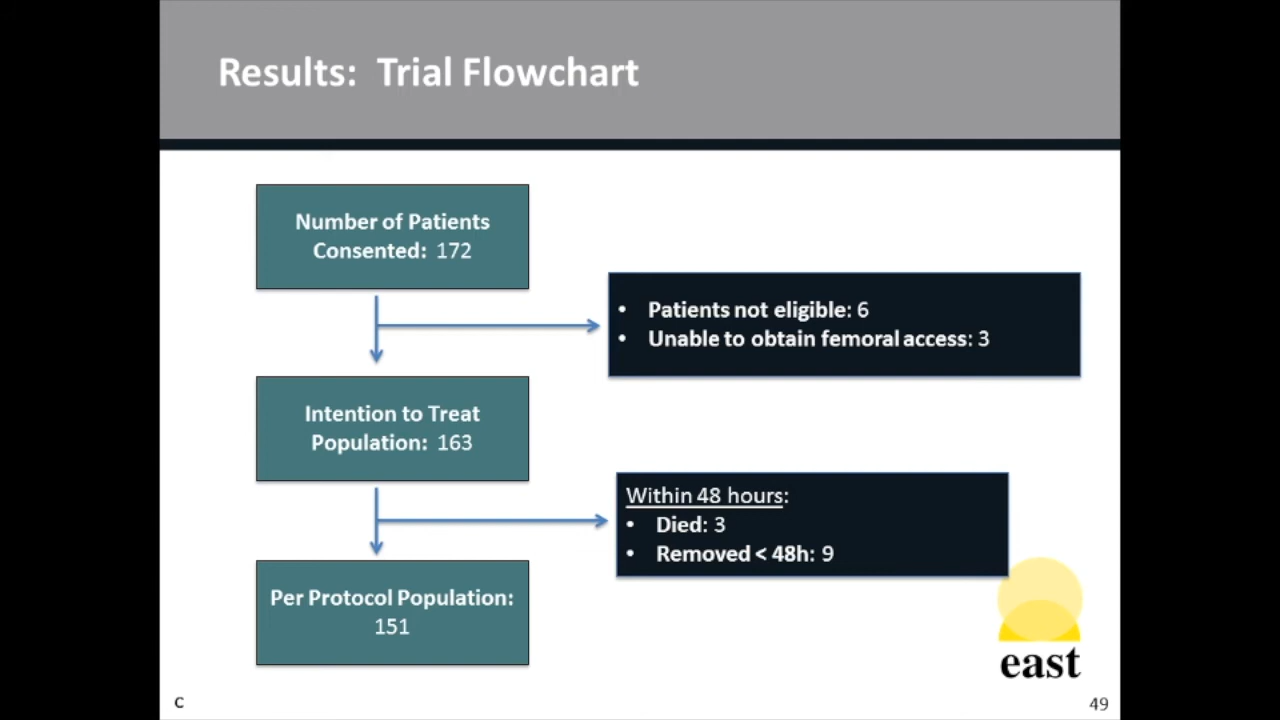 Results: Trial Flowchart
Number of Patients
Consented: 172
• Patients not eligible: 6
• Unable to obtain femoral access: 3
Intention to Treat
Population: 163
Within 48 hours:
• Died: 3
• Removed < 48h: 9
Per Protocol Population:
151
east
C
49